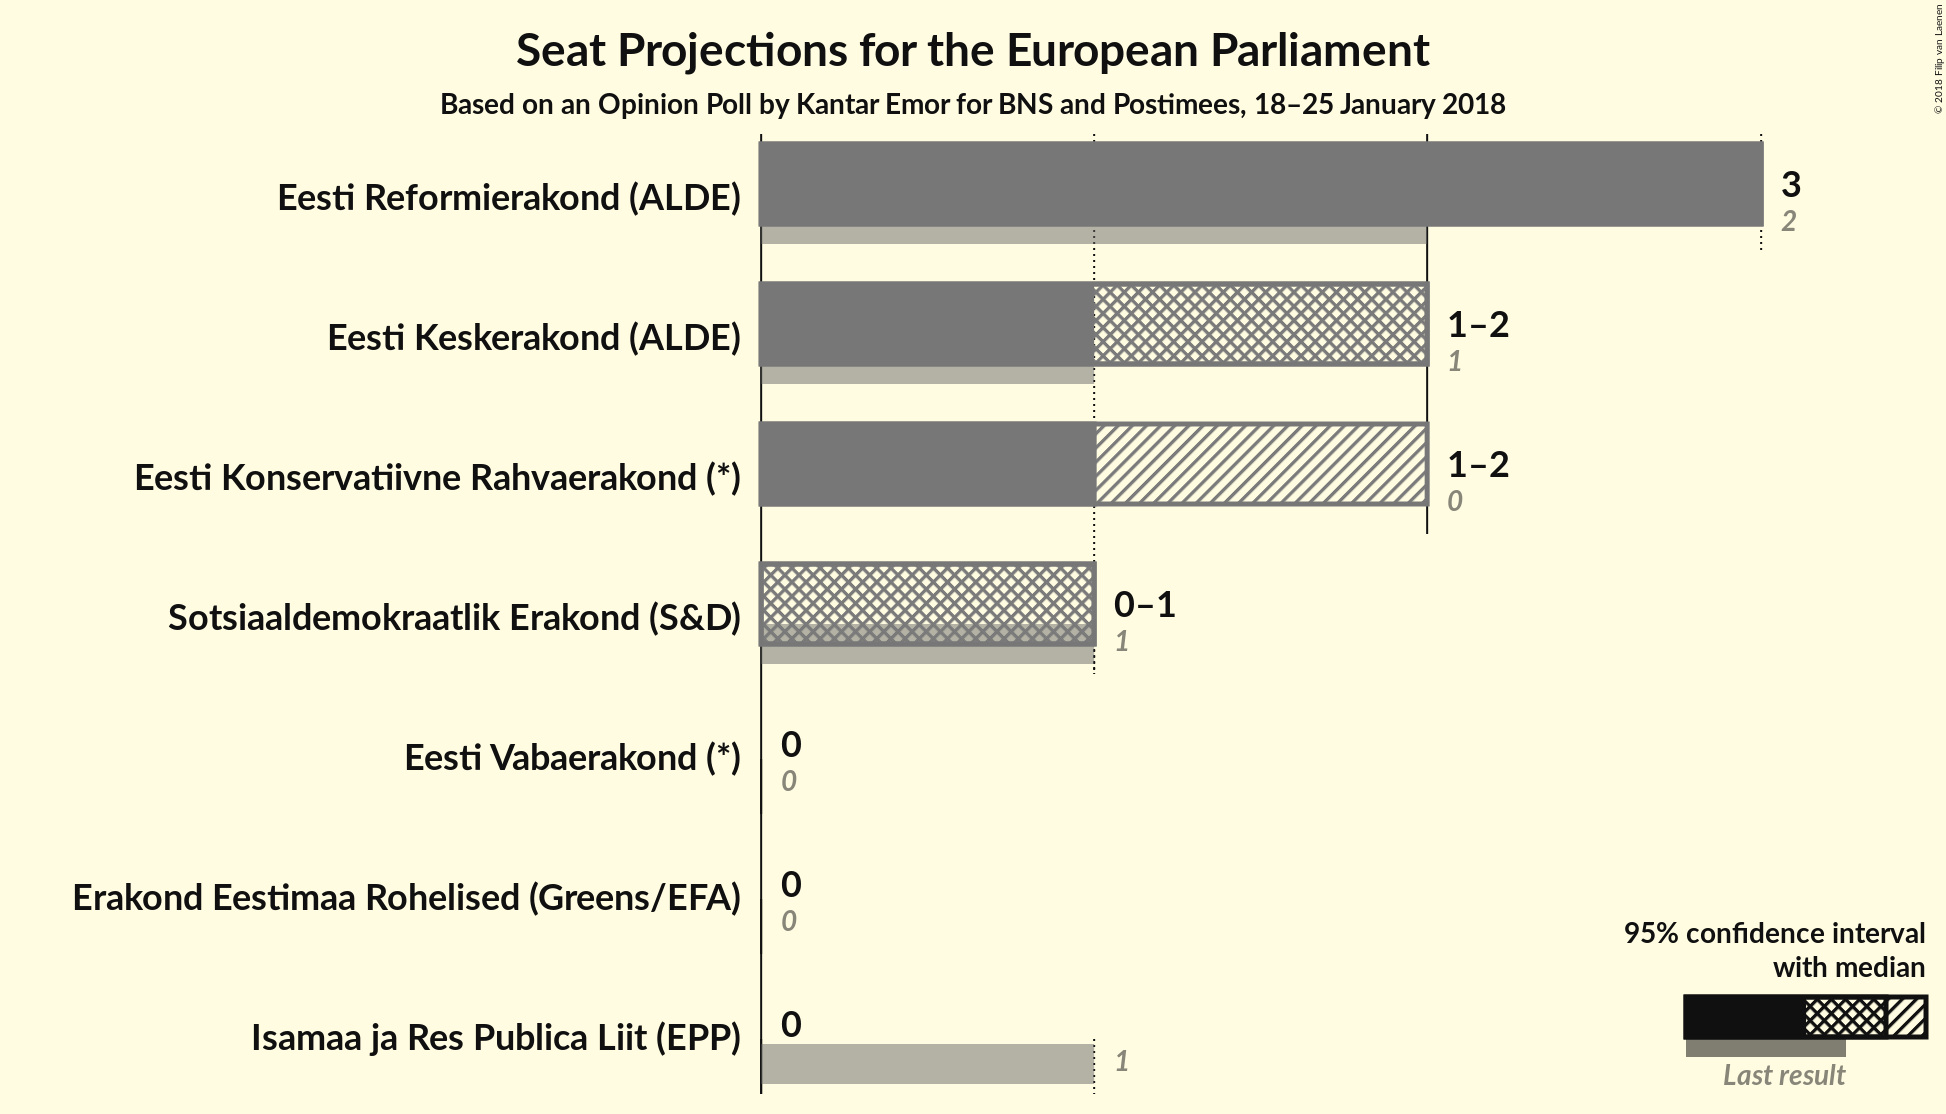 Seat Projections for the European Parliament
Based on an Opinion Poll by Kantar Emor for BNS and Postimees, 18–25 January 2018
© 2018 Filip van Laenen
Eesti Reformierakond (ALDE)
3
2
Eesti Keskerakond (ALDE)
1–2
1
Eesti Konservatiivne Rahvaerakond (*)
1–2
0
Sotsiaaldemokraatlik Erakond (S&D)
0–1
1
Eesti Vabaerakond (*)
0
0
Erakond Eestimaa Rohelised (Greens/EFA)
0
0
Isamaa ja Res Publica Liit (EPP)
0
1
95% confidence interval
with median
Last result